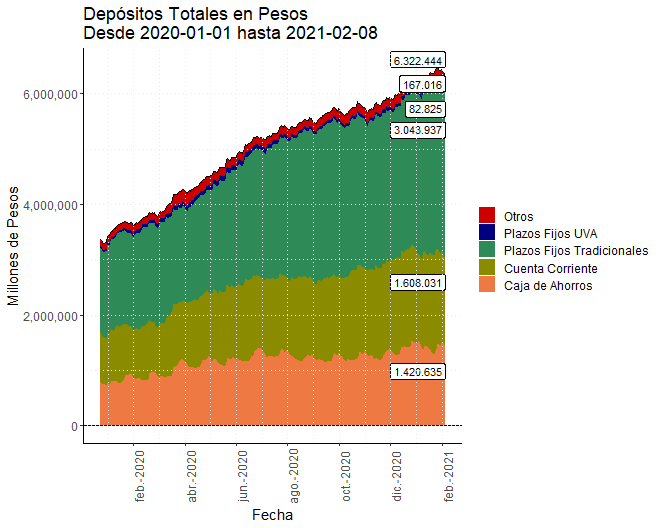 Depósitos Totales en Pesos
Desde 2020-01-01 hasta 2021-02-08
6.322.444
167.016
82.825
3.043.937
1.608.031
1.420.635
6,000,000
4,000,000
2,000,000
0
Millones de Pesos
feb.-2020
abr.-2020
jun.-2020
ago.-2020
oct.-2020
dic.-2020
feb.-2021
Fecha
Otros
Plazos Fijos UVA
Plazos Fijos Tradicionales
Cuenta Corriente
Caja de Ahorros